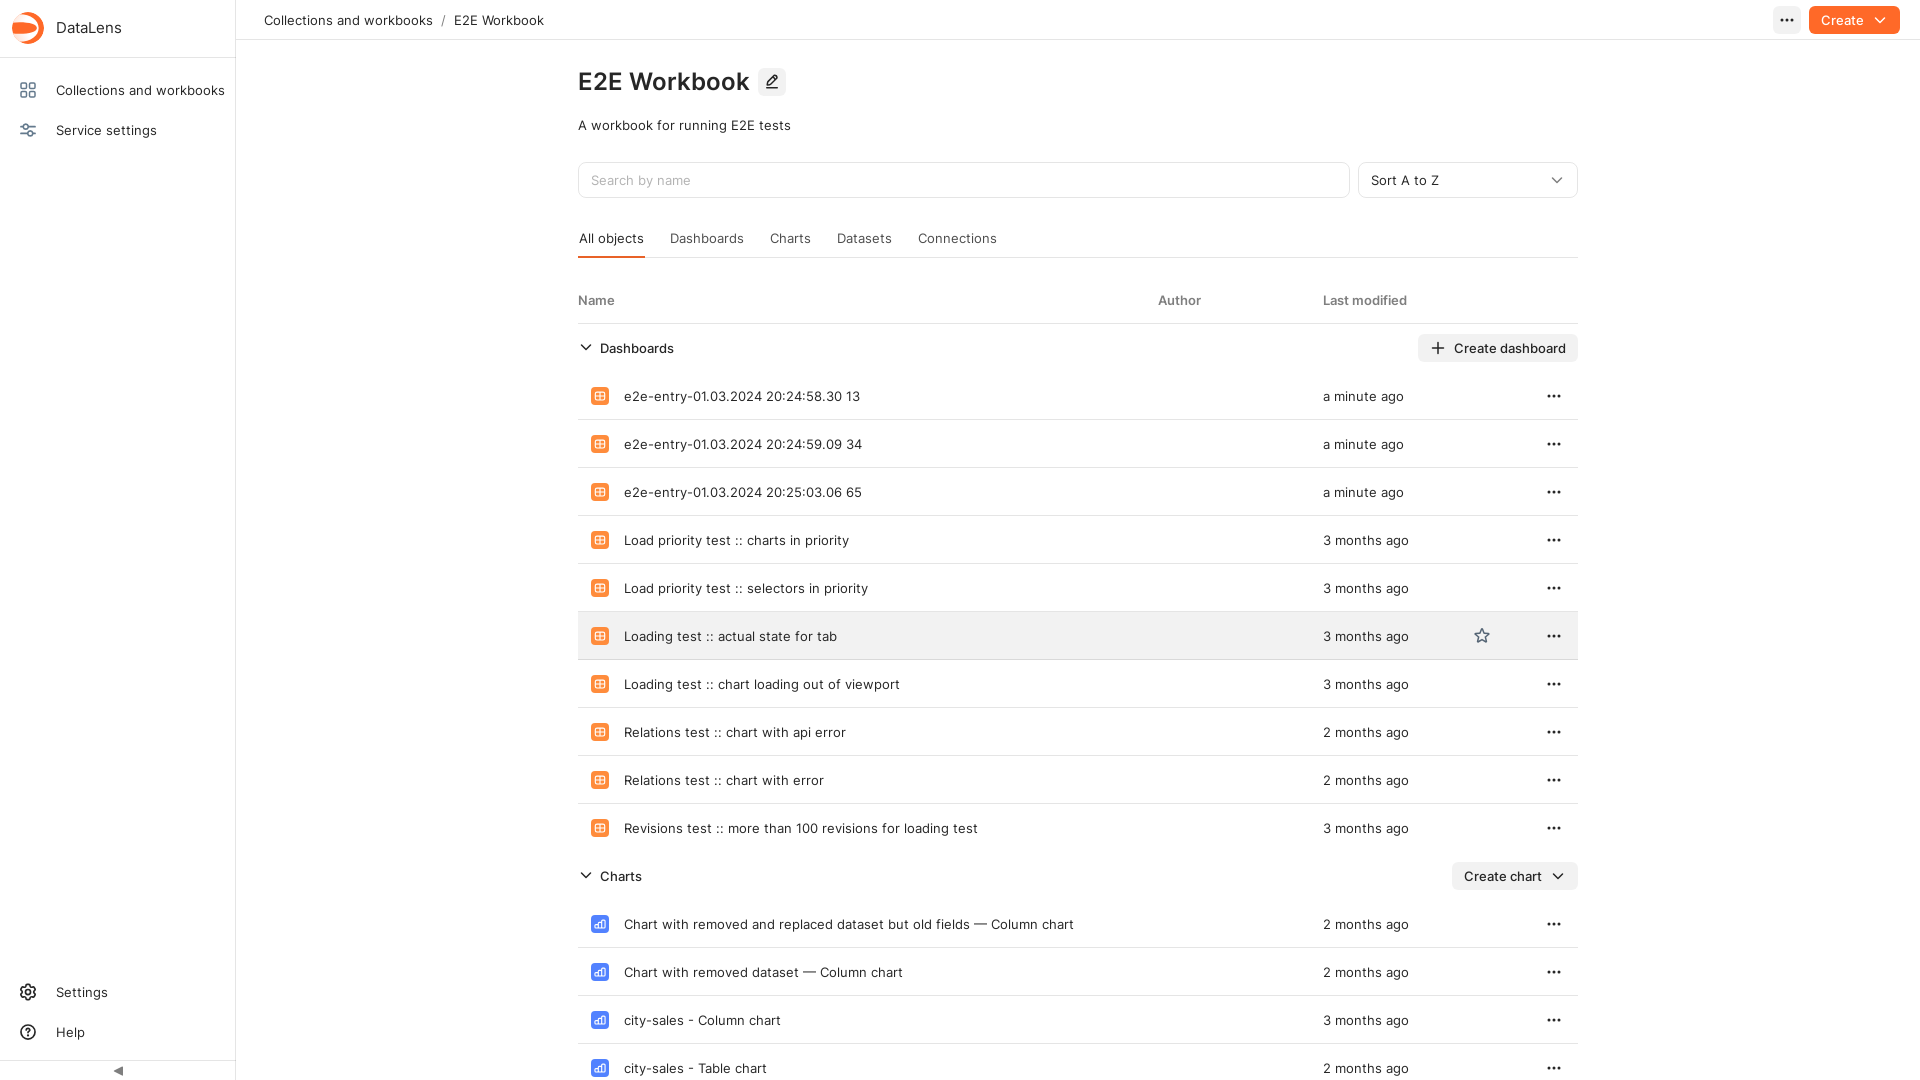 DataLens
Collections and workbooks / E2E Workbook
Create
Collections and workbooks
Service settings
E2E Workbook
A workbook for running E2E tests
Search by name
Sort A to Z
All objects Dashboards Charts Datasets Connections
Name Author Last modified
Dashboards Create dashboard
e2e-entry-01.03.2024 20:24:58.30 13 a minute ago
e2e-entry-01.03.2024 20:24:59.09 34 a minute ago
e2e-entry-01.03.2024 20:25:03.06 65 a minute ago
Load priority test :: charts in priority 3 months ago
Load priority test :: selectors in priority 3 months ago
Loading test :: actual state for tab 3 months ago
Loading test :: chart loading out of viewport 3 months ago
Relations test :: chart with api error 2 months ago
Relations test :: chart with error 2 months ago
Revisions test :: more than 100 revisions for loading test 3 months ago
Charts Create chart
Chart with removed and replaced dataset but old fields — Column chart 2 months ago
Chart with removed dataset — Column chart 2 months ago
city-sales - Column chart 3 months ago
city-sales - Table chart 2 months ago
Settings
Help